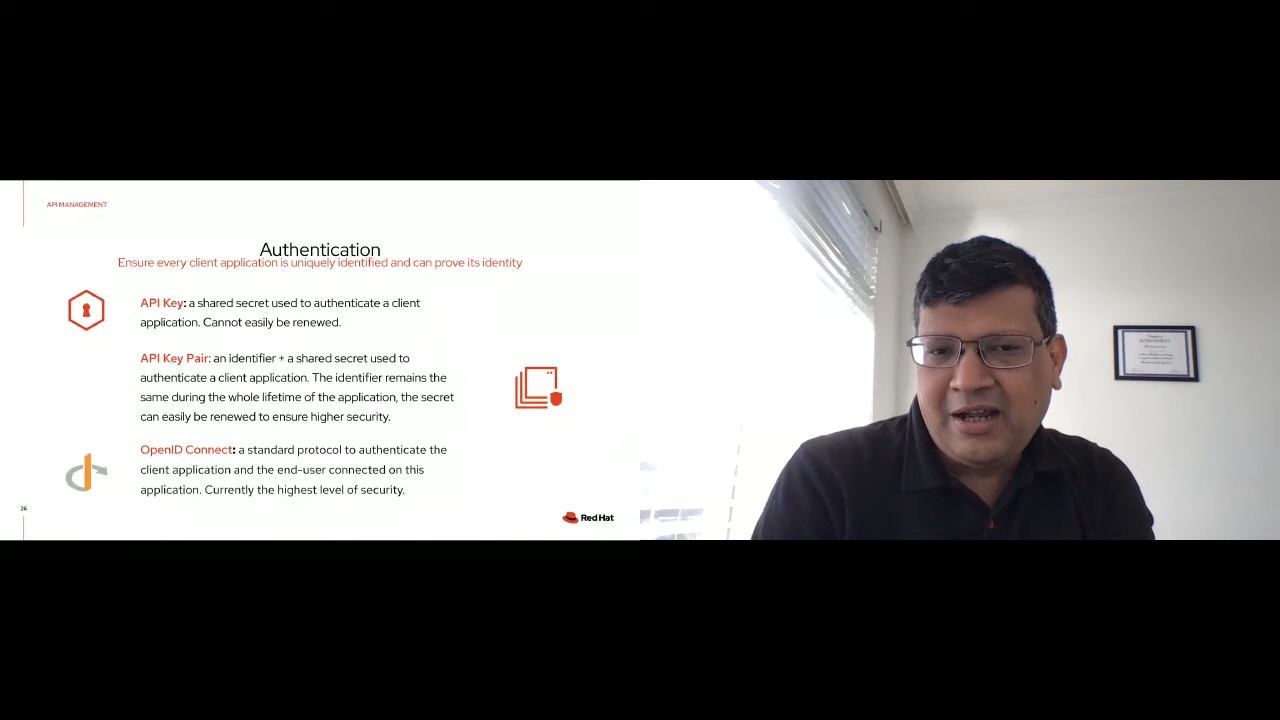 API MANAGEMENT
Authentication
Ensure every client application is uniquely identified and can prove its identity
API Key: a shared secret used to authenticate a client
application. Cannot easily be renewed.
API Key Pair: an identifier + a shared secret used to
authenticate a client application. The identifier remains the
same during the whole lifetime of the application, the secret
can easily be renewed to ensure higher security.
OpenID Connect: a standard protocol to authenticate the
client application and the end-user connected on this
application. Currently the highest level of security.
26
Red Hat